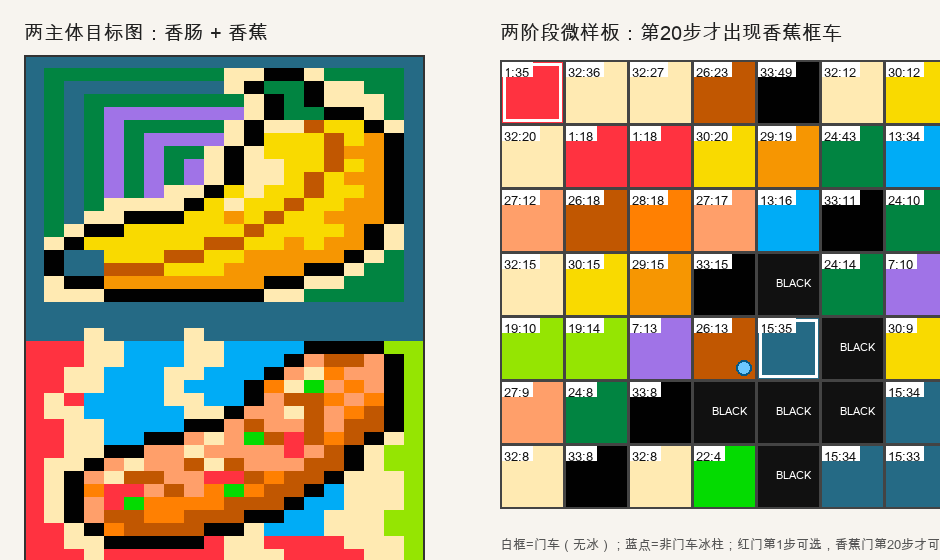 两主体目标图：香肠 + 香蕉
两阶段微样板：第20步才出现香蕉框车
1:35 32:36 32:27 26:23 33:49 32:12 30:12
32:20 1:18 1:18 30:20 29:19 24:43 13:34
27:12 26:18 28:18 27:17 13:16 33:11 24:10
32:15 30:15 29:15 33:15 BLACK 24:14 7:10
19:10 19:14 7:13 26:13 15:35 BLACK 30:9
27:9 24:8 33:8 BLACK BLACK BLACK 15:34
32:8 33:8 32:8 22:4 BLACK 15:34 15:33
白框=门车（无冰）；蓝点=非门车冰柱；红门第1步可选，香蕉门第20步才可